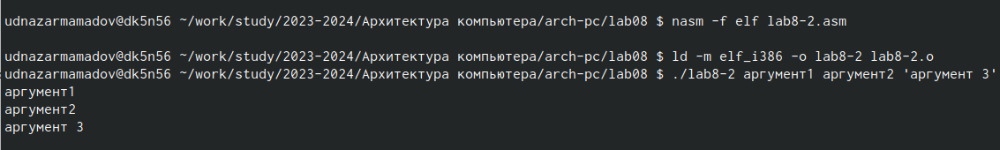 udnazarmamadov@dk5n56 ~/work/study/2023-2024/Архитектура компьютера/arch-pc/lab08 $ nasm -f elf lab8-2.asm
udnazarmamadov@dk5n56 ~/work/study/2023-2024/Архитектура компьютера/arch-pc/lab08 $ ld -m elf_i386 -o lab8-2 lab8-2.o
udnazarmamadov@dk5n56 ~/work/study/2023-2024/Архитектура компьютера/arch-pc/lab08 $ ./lab8-2 аргумент1 аргумент2 'аргумент 3'
аргумент1
аргумент2
аргумент 3